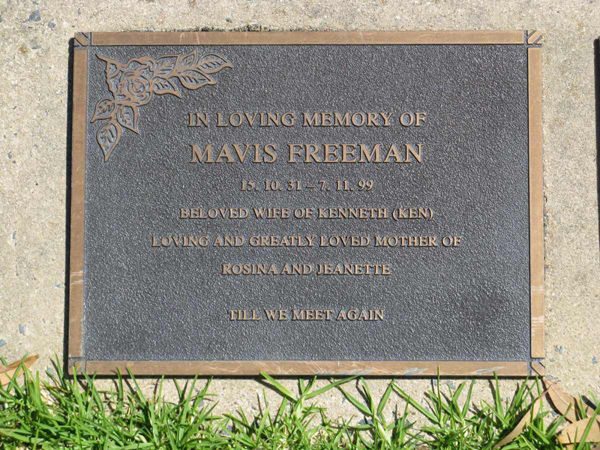 IN LOVING MEMORY OF
MAVIS FREEMAN
15. 10. 31 – 7. 11. 99
BELOVED WIFE OF KENNETH (KEN)
LOVING AND GREATLY LOVED MOTHER OF
ROSINA AND JEANETTE
TILL WE MEET AGAIN